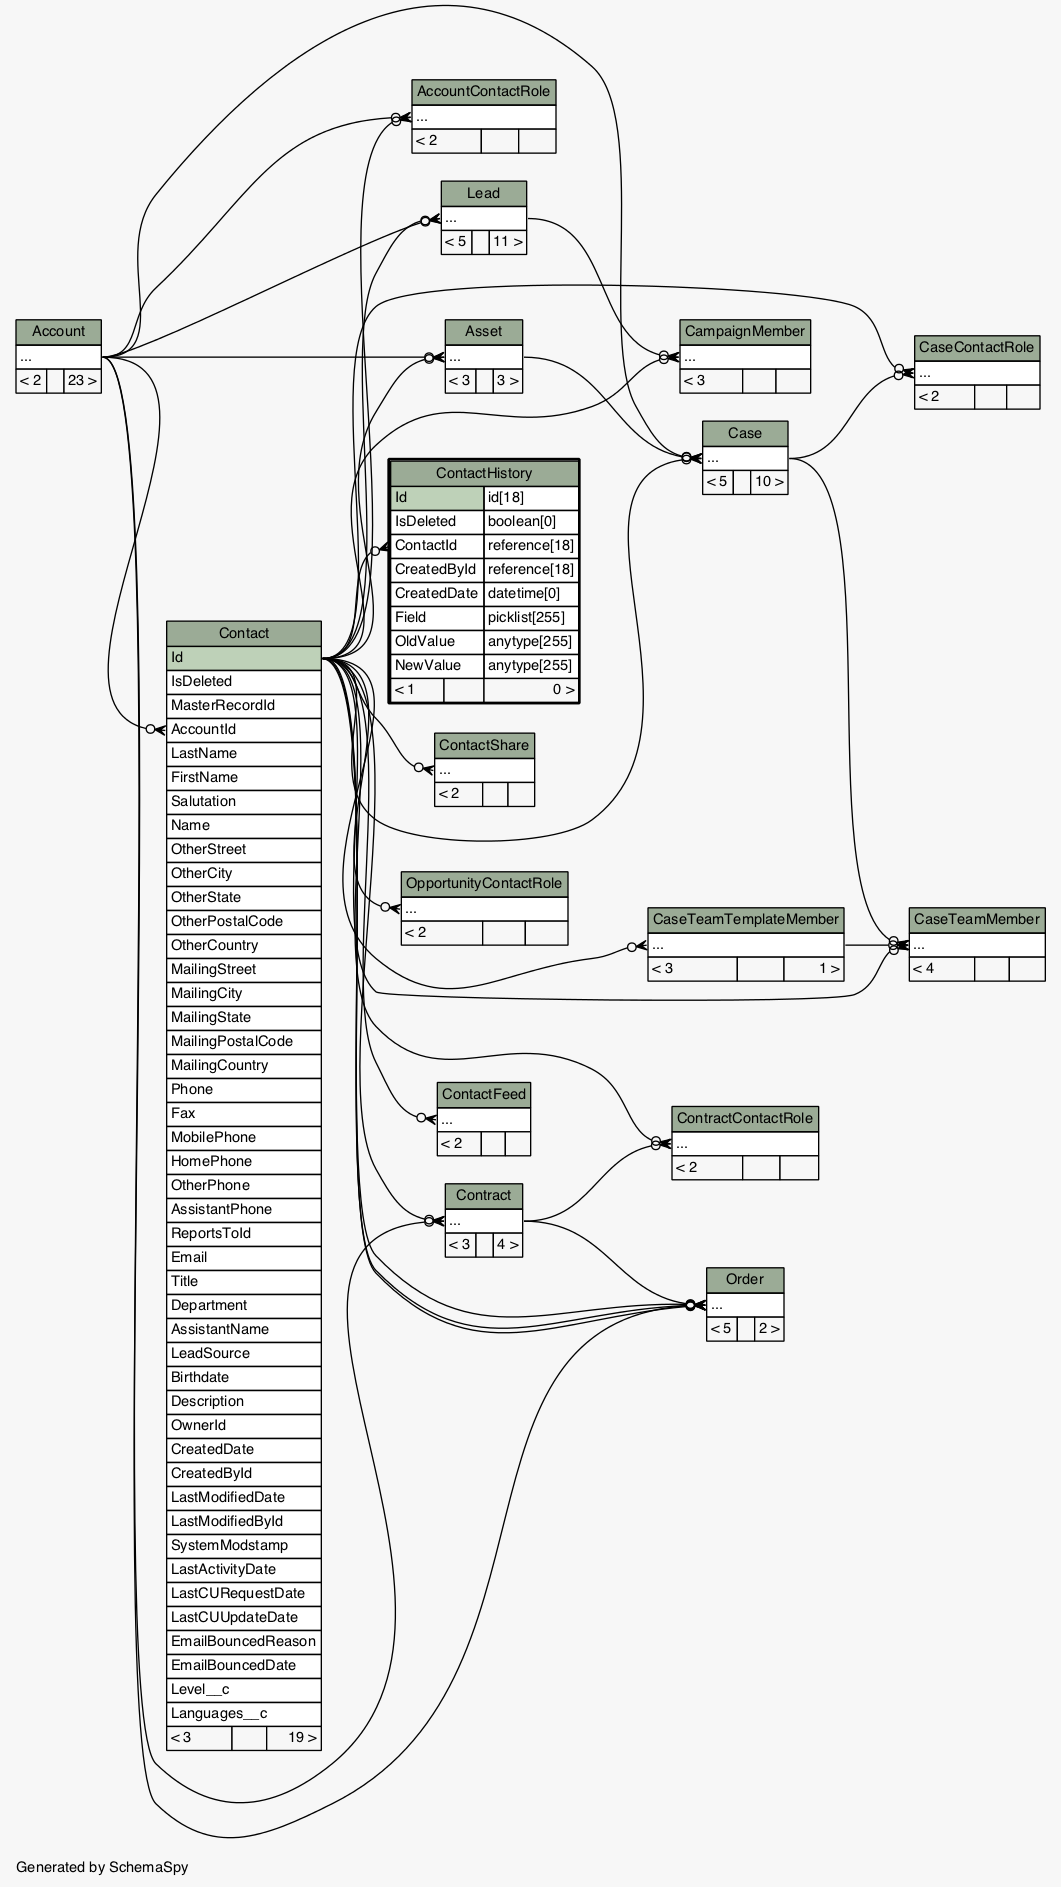 AccountContactRole
...
< 2
Lead
...
< 5 11 >
Account
...
< 2 23 >
Asset
...
< 3 3 >
CampaignMember
...
< 3
CaseContactRole
...
< 2
Case
...
< 5 10 >
ContactHistory
Id id[18]
IsDeleted boolean[0]
ContactId reference[18]
CreatedById reference[18]
CreatedDate datetime[0]
Field picklist[255]
OldValue anytype[255]
NewValue anytype[255]
< 1 0 >
Contact
Id
IsDeleted
MasterRecordId
AccountId
LastName
FirstName
Salutation
Name
OtherStreet
OtherCity
OtherState
OtherPostalCode
OtherCountry
MailingStreet
MailingCity
MailingState
MailingPostalCode
MailingCountry
Phone
Fax
MobilePhone
HomePhone
OtherPhone
AssistantPhone
ReportsToId
Email
Title
Department
AssistantName
LeadSource
Birthdate
Description
OwnerId
CreatedDate
CreatedById
LastModifiedDate
LastModifiedById
SystemModstamp
LastActivityDate
LastCURequestDate
LastCUUpdateDate
EmailBouncedReason
EmailBouncedDate
Level__c
Languages__c
< 3 19 >
ContactShare
...
< 2
OpportunityContactRole
...
< 2
CaseTeamTemplateMember
...
< 3 1 >
CaseTeamMember
...
< 4
ContactFeed
...
< 2
ContractContactRole
...
< 2
Contract
...
< 3 4 >
Order
...
< 5 2 >
Generated by SchemaSpy